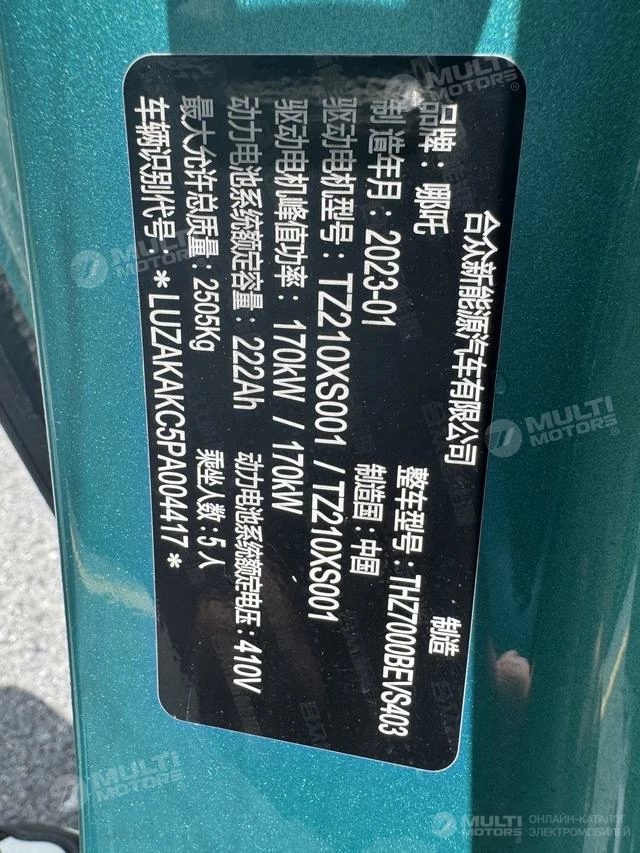 合众新能源汽车有限公司 制造
品牌：哪吒 整车型号：THZ7000BEVS403
制造年月：2023-01 制造国：中国
驱动电机型号：TZ210XS001 / TZ210XS001
驱动电机峰值功率：170kW / 170kW
动力电池系统额定容量：222Ah 动力电池系统额定电压：410V
最大允许总质量：2505Kg 乘坐人数：5人
车辆识别代号：*LUZAKAKC5PA004417*
MULTI MOTORS
MULTI MOTORS
MULTI MOTORS
MULTI MOTORS
MULTI MOTORS ОНЛАЙН-КАТАЛОГ ЭЛЕКТРОМОБИЛЕЙ